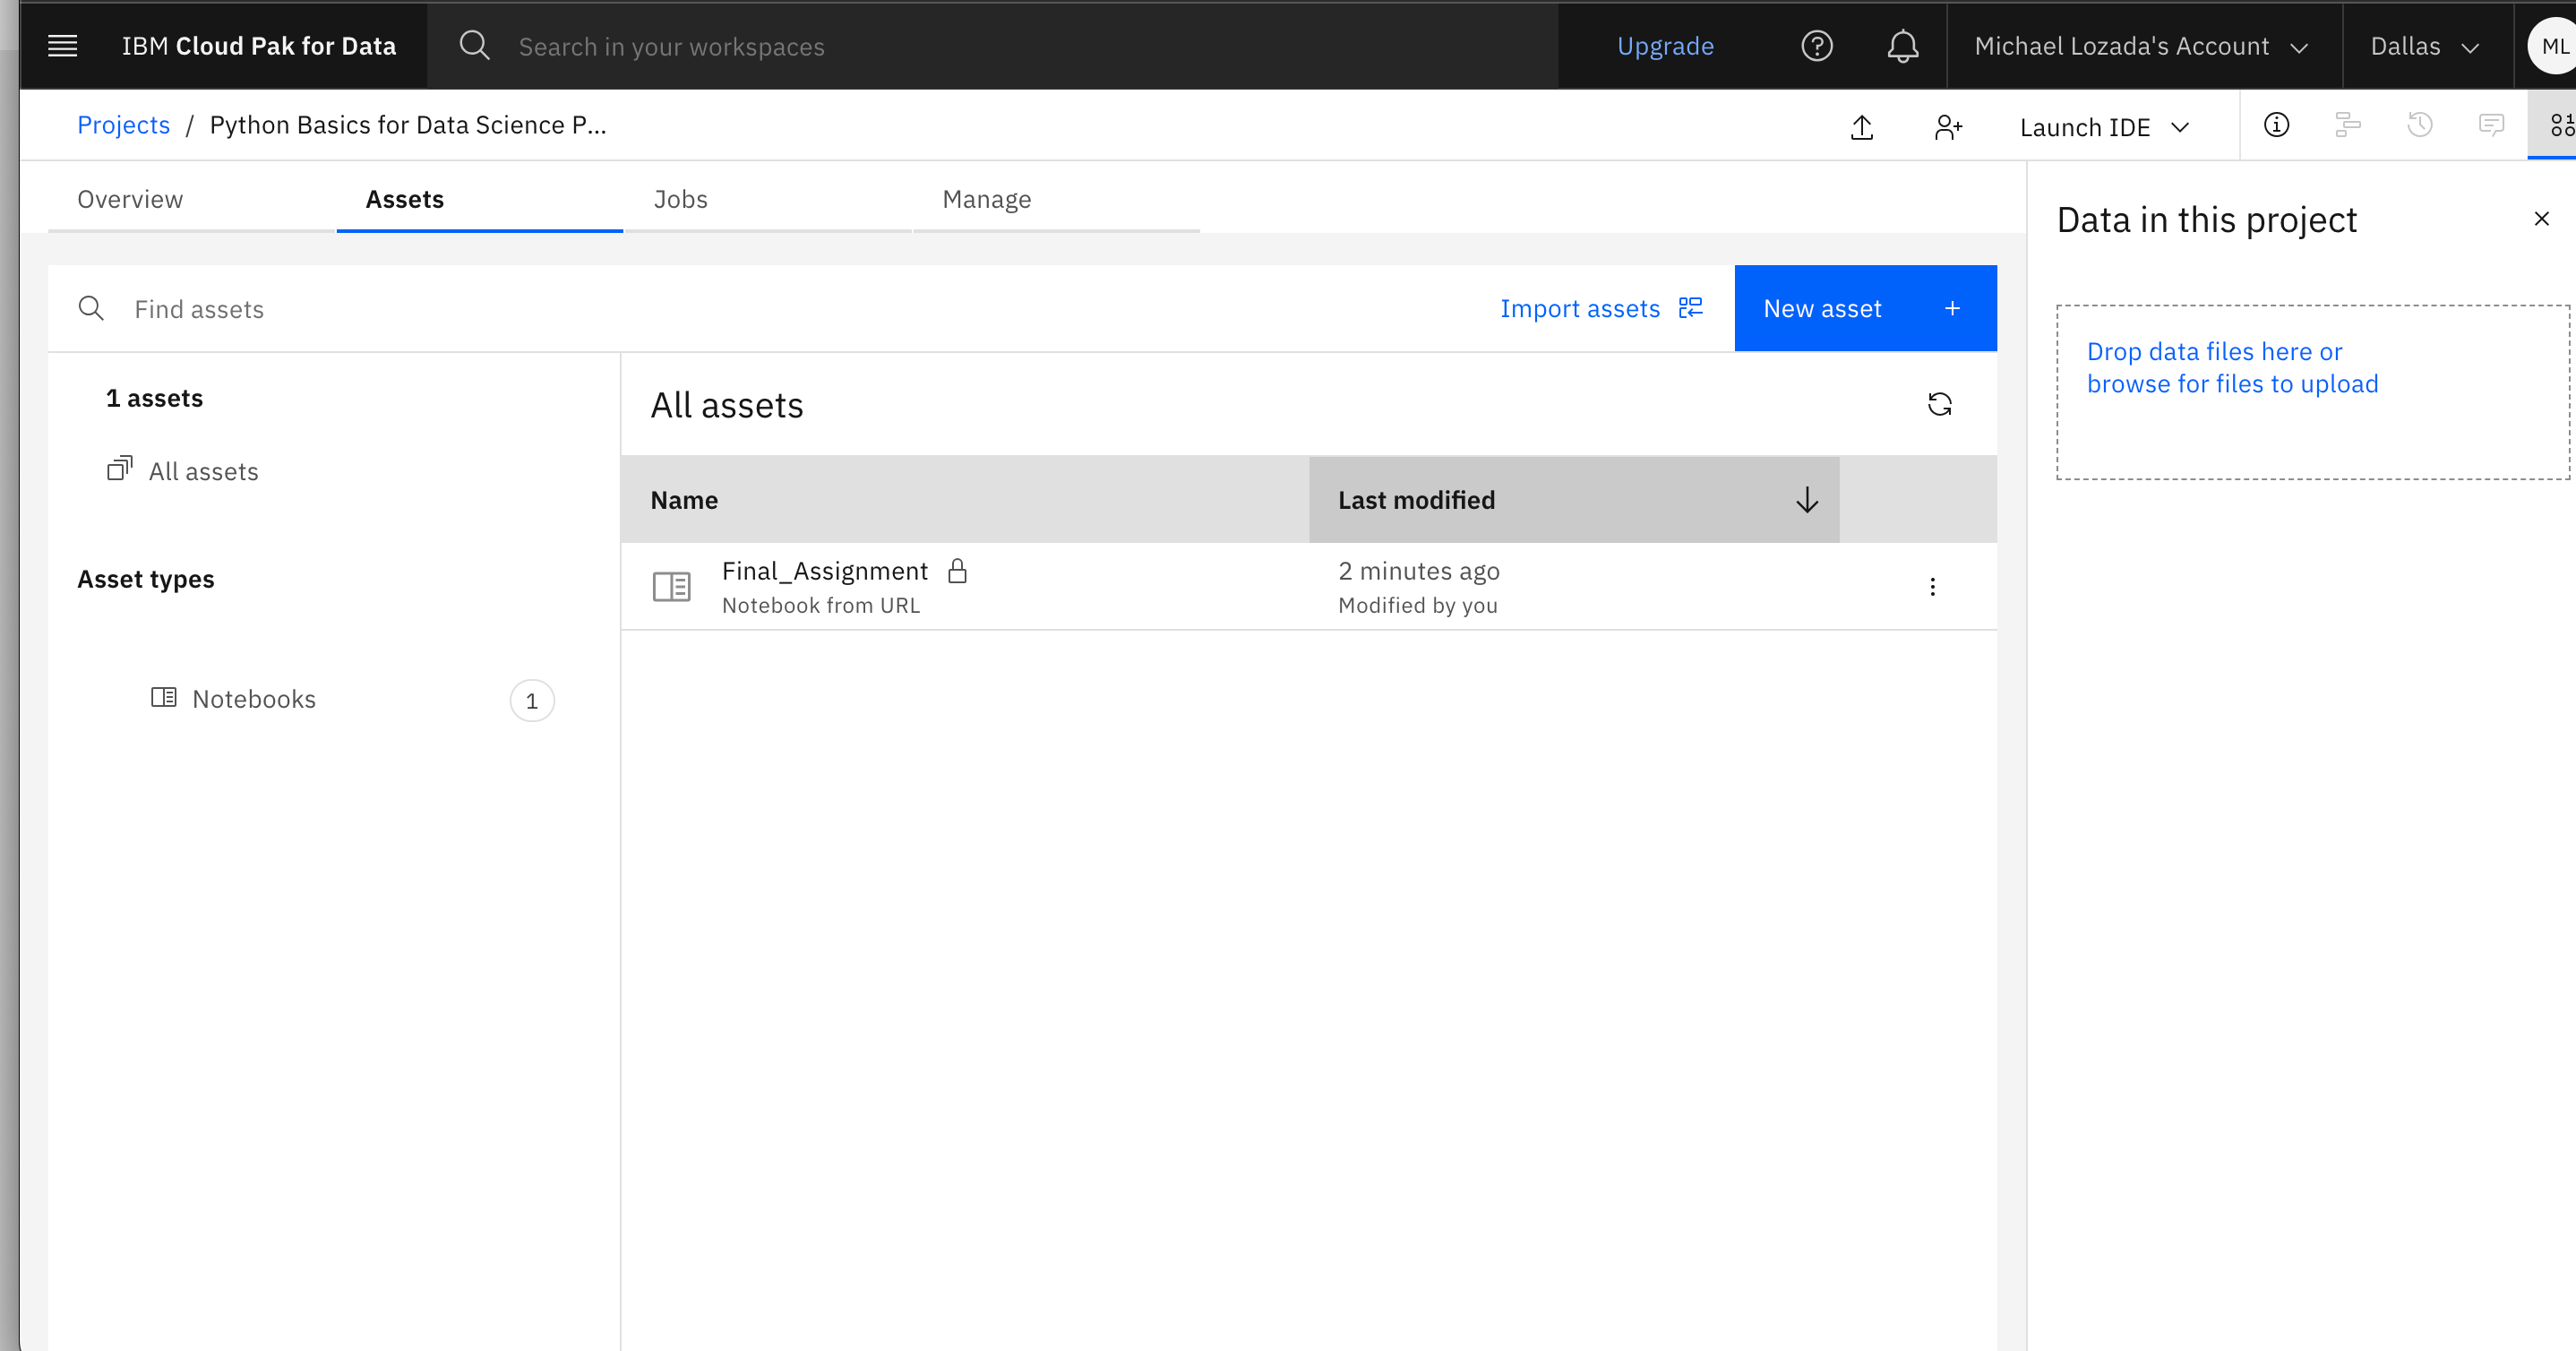 IBM Cloud Pak for Data
Search in your workspaces
Upgrade
Michael Lozada's Account
Dallas
ML
Projects / Python Basics for Data Science P...
Launch IDE
Overview
Assets
Jobs
Manage
Data in this project
Drop data files here or
browse for files to upload
Find assets
Import assets
New asset +
1 assets
All assets
Asset types
Notebooks
1
All assets
Name
Last modified
Final_Assignment
2 minutes ago
Notebook from URL
Modified by you